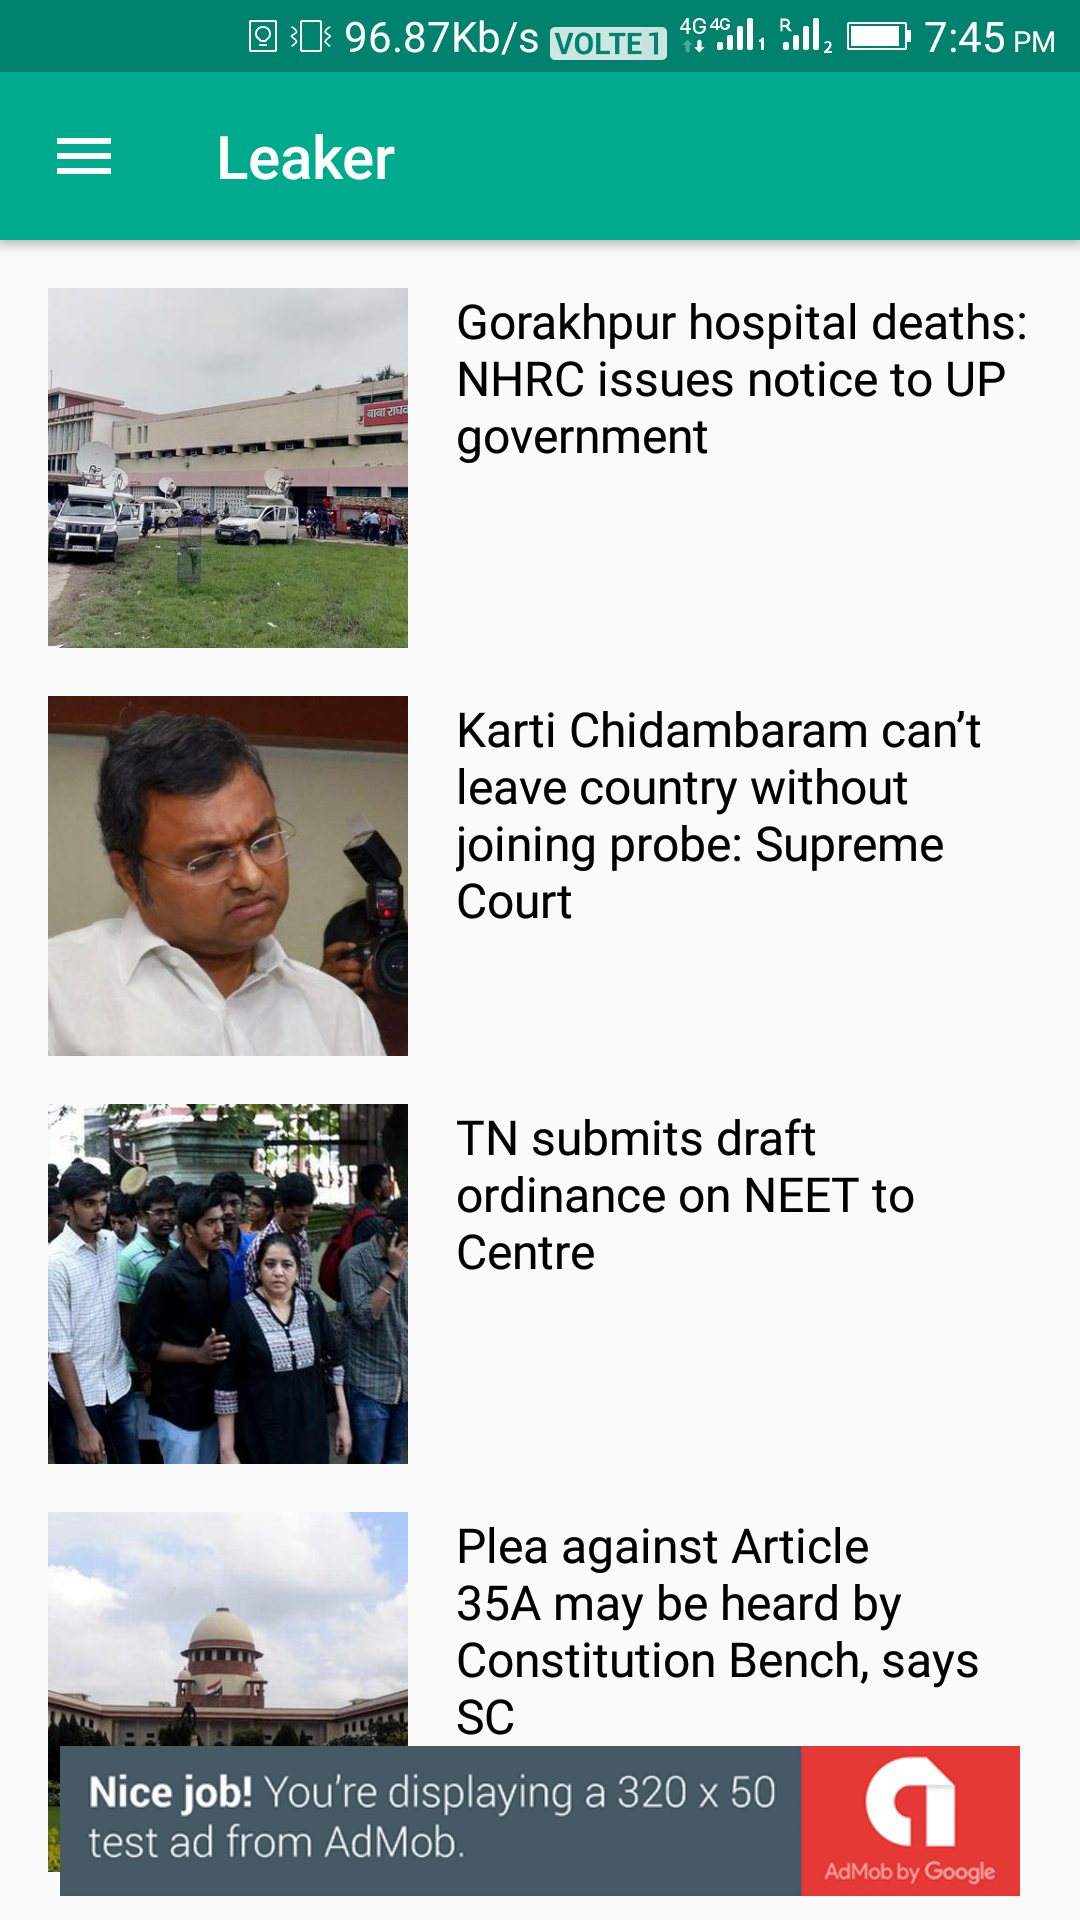 96.87Kb/s VOLTE 1 4G 4G 1 R 2 7:45 PM
Leaker
Gorakhpur hospital deaths:
NHRC issues notice to UP
government
बाबा राघव
Karti Chidambaram can’t
leave country without
joining probe: Supreme
Court
TN submits draft
ordinance on NEET to
Centre
Plea against Article
35A may be heard by
Constitution Bench, says
SC
Nice job! You’re displaying a 320 x 50
test ad from AdMob.
AdMob by Google